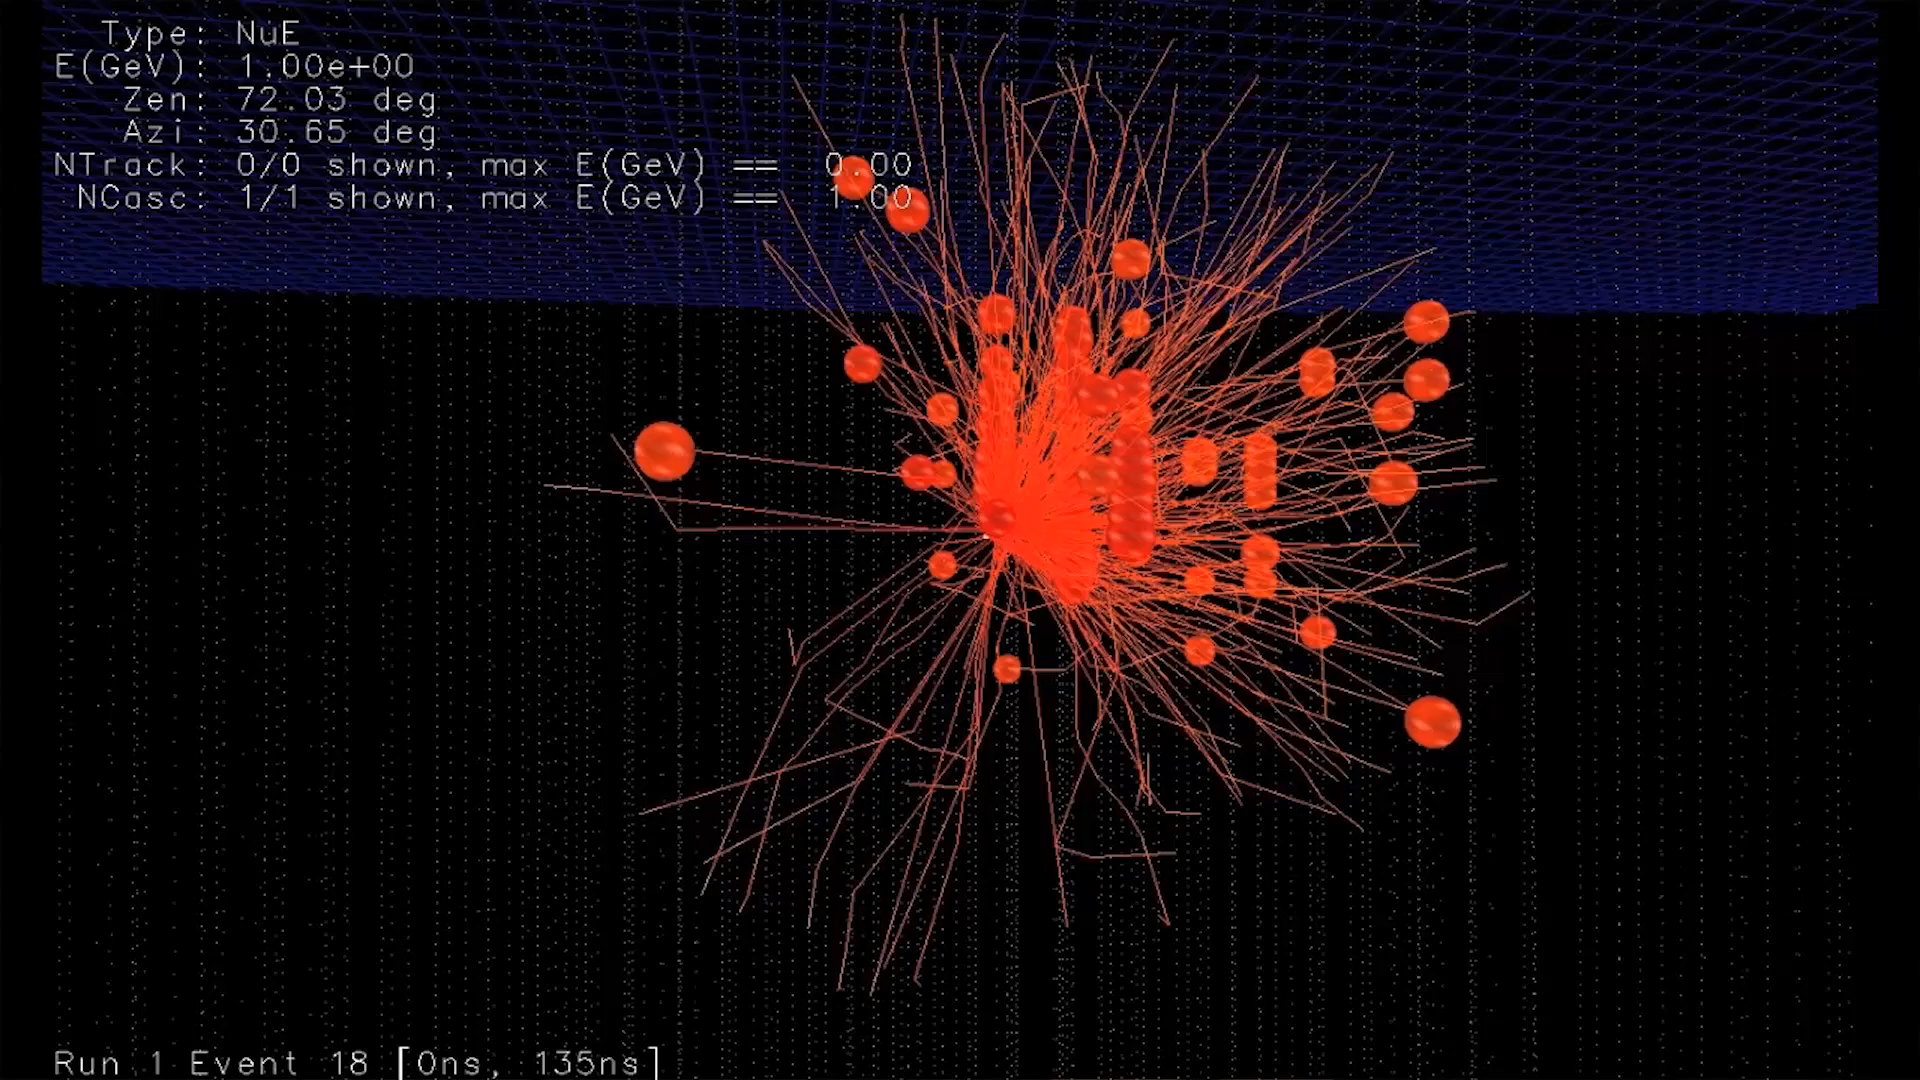 Type: NuE
E(GeV): 1.00e+00
Zen: 72.03 deg
Azi: 30.65 deg
NTrack: 0/0 shown, max E(GeV) == 0.00
NCasc: 1/1 shown, max E(GeV) == 1.00
Run 1 Event 18 [0ns, 135ns]